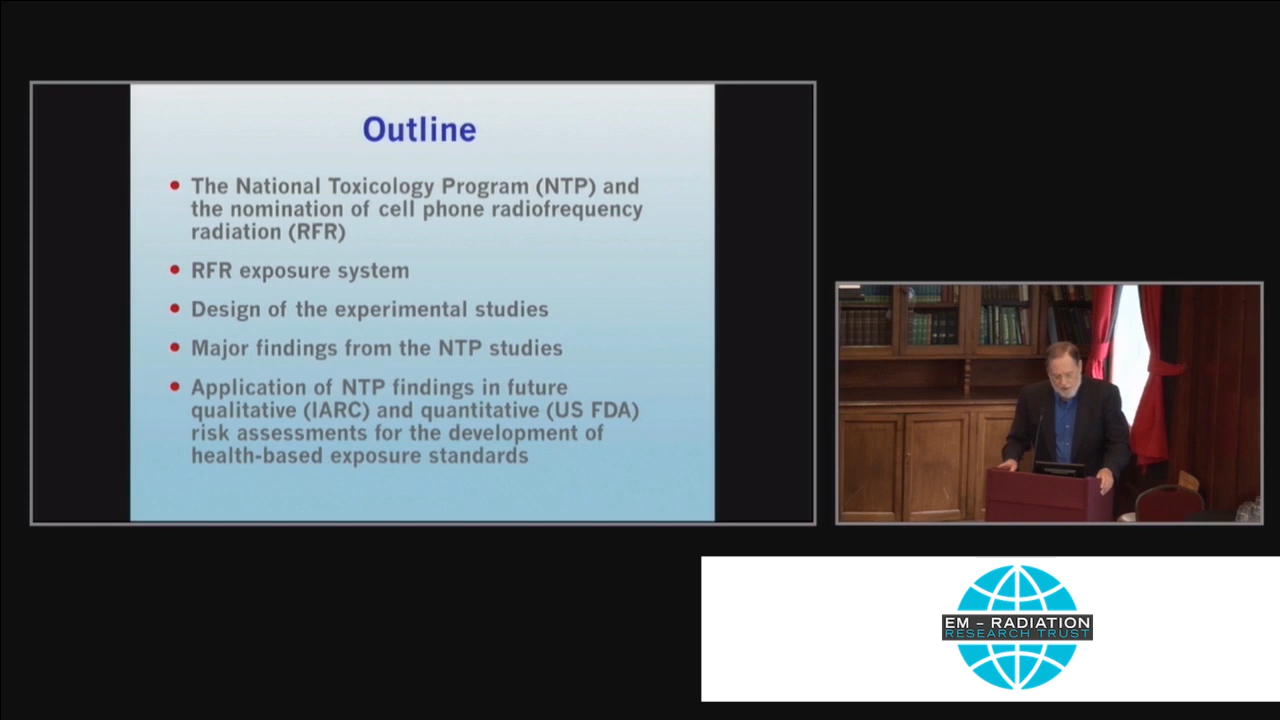 Outline
The National Toxicology Program (NTP) and
the nomination of cell phone radiofrequency
radiation (RFR)
RFR exposure system
Design of the experimental studies
Major findings from the NTP studies
Application of NTP findings in future
qualitative (IARC) and quantitative (US FDA)
risk assessments for the development of
health-based exposure standards
EM – RADIATION
RESEARCH TRUST